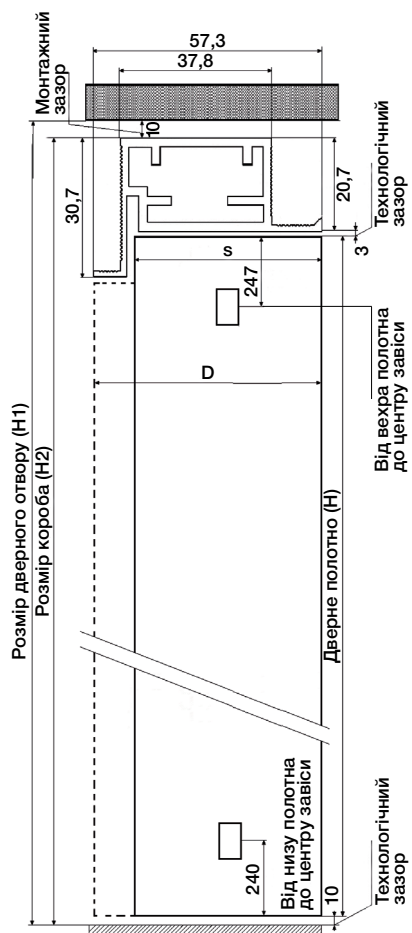 57,3
37,8
Монтажний
зазор
10
30,7
20,7
Технологічний
зазор
3
s
247
D
Від вехра полотна
до центру завіси
Розмір дверного отвору (H1)
Розмір короба (H2)
Дверне полотно (H)
Від низу полотна
до центру завіси
240
10
Технологічний
зазор